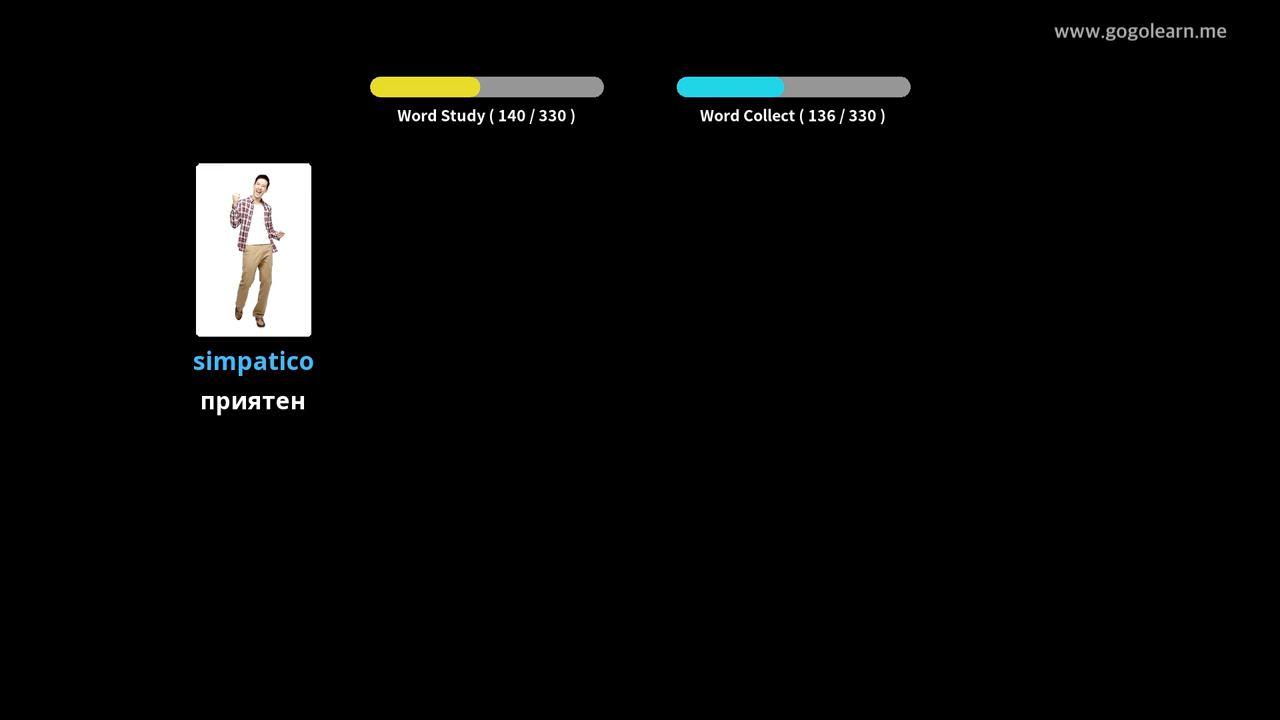 www.gogolearn.me
Word Study ( 140 / 330 )
Word Collect ( 136 / 330 )
simpatico
приятен